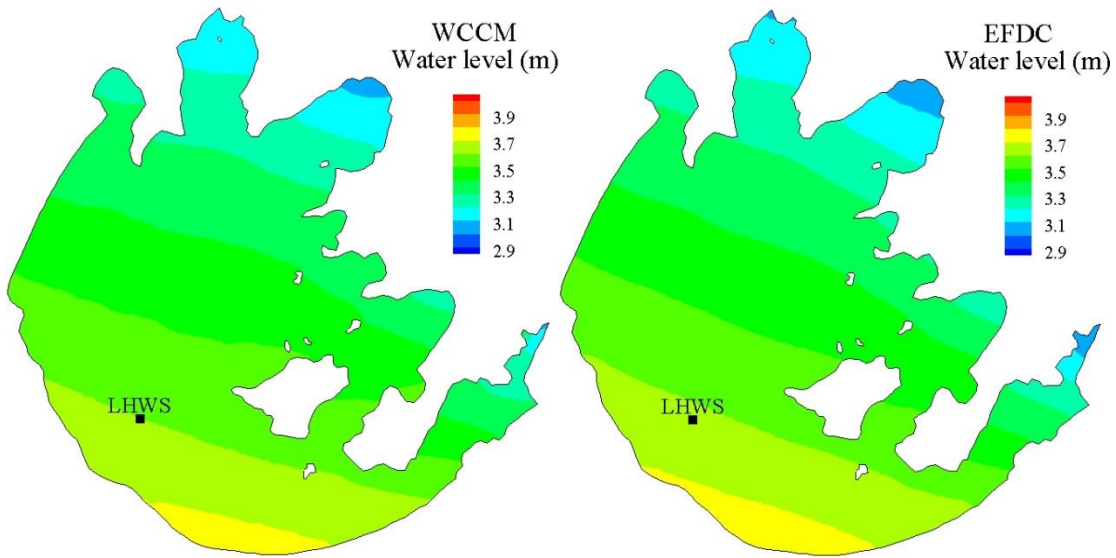 WCCM
Water level (m)
3.9
3.7
3.5
3.3
3.1
2.9
LHWS
EFDC
Water level (m)
3.9
3.7
3.5
3.3
3.1
2.9
LHWS